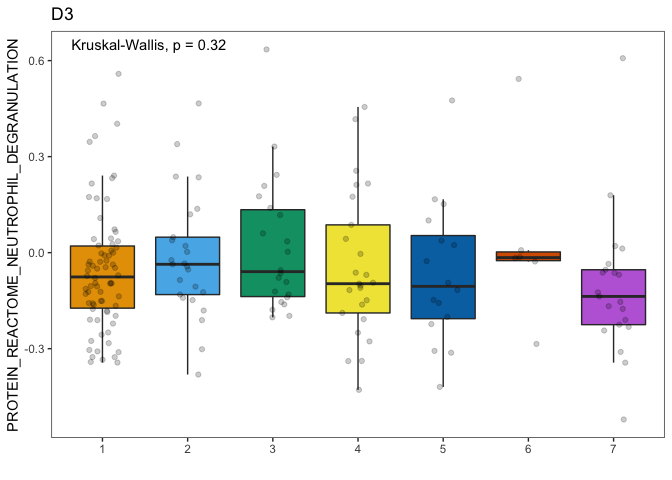 D3
Kruskal-Wallis, p = 0.32
PROTEIN_REACTOME_NEUTROPHIL_DEGRANULATION
0.6
0.3
0.0
-0.3
1 2 3 4 5 6 7